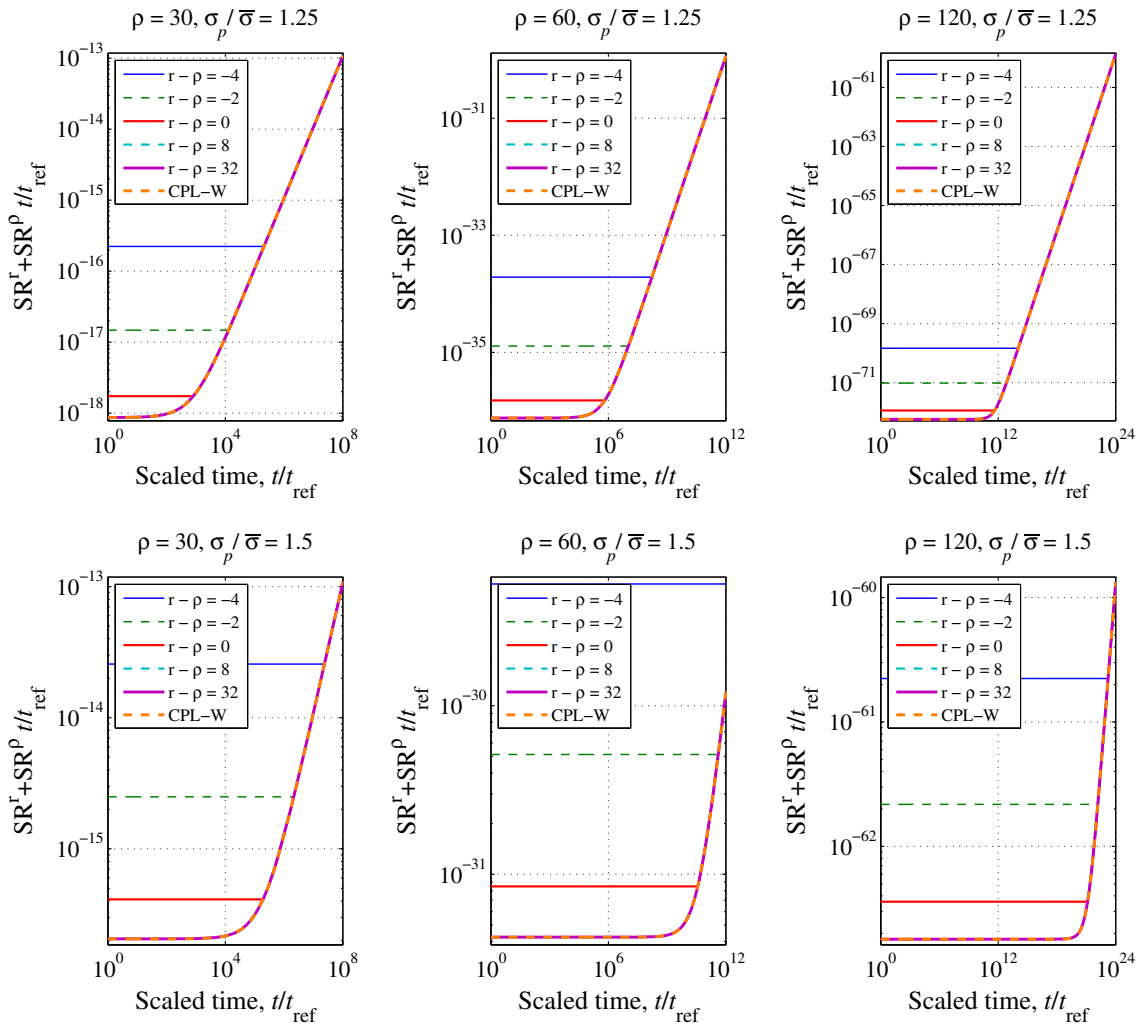 ρ = 30, σ_p / σ̅ = 1.25
10^−13
10^−14
10^−15
10^−16
10^−17
10^−18
SR^r+SR^ρ t/t_ref
r − ρ = −4
r − ρ = −2
r − ρ = 0
r − ρ = 8
r − ρ = 32
CPL−W
10^0
10^4
10^8
Scaled time, t/t_ref
ρ = 60, σ_p / σ̅ = 1.25
10^−31
10^−33
10^−35
SR^r+SR^ρ t/t_ref
r − ρ = −4
r − ρ = −2
r − ρ = 0
r − ρ = 8
r − ρ = 32
CPL−W
10^0
10^6
10^12
Scaled time, t/t_ref
ρ = 120, σ_p / σ̅ = 1.25
10^−61
10^−63
10^−65
10^−67
10^−69
10^−71
SR^r+SR^ρ t/t_ref
r − ρ = −4
r − ρ = −2
r − ρ = 0
r − ρ = 8
r − ρ = 32
CPL−W
10^0
10^12
10^24
Scaled time, t/t_ref
ρ = 30, σ_p / σ̅ = 1.5
10^−13
10^−14
10^−15
SR^r+SR^ρ t/t_ref
r − ρ = −4
r − ρ = −2
r − ρ = 0
r − ρ = 8
r − ρ = 32
CPL−W
10^0
10^4
10^8
Scaled time, t/t_ref
ρ = 60, σ_p / σ̅ = 1.5
10^−30
10^−31
SR^r+SR^ρ t/t_ref
r − ρ = −4
r − ρ = −2
r − ρ = 0
r − ρ = 8
r − ρ = 32
CPL−W
10^0
10^6
10^12
Scaled time, t/t_ref
ρ = 120, σ_p / σ̅ = 1.5
10^−60
10^−61
10^−62
SR^r+SR^ρ t/t_ref
r − ρ = −4
r − ρ = −2
r − ρ = 0
r − ρ = 8
r − ρ = 32
CPL−W
10^0
10^12
10^24
Scaled time, t/t_ref